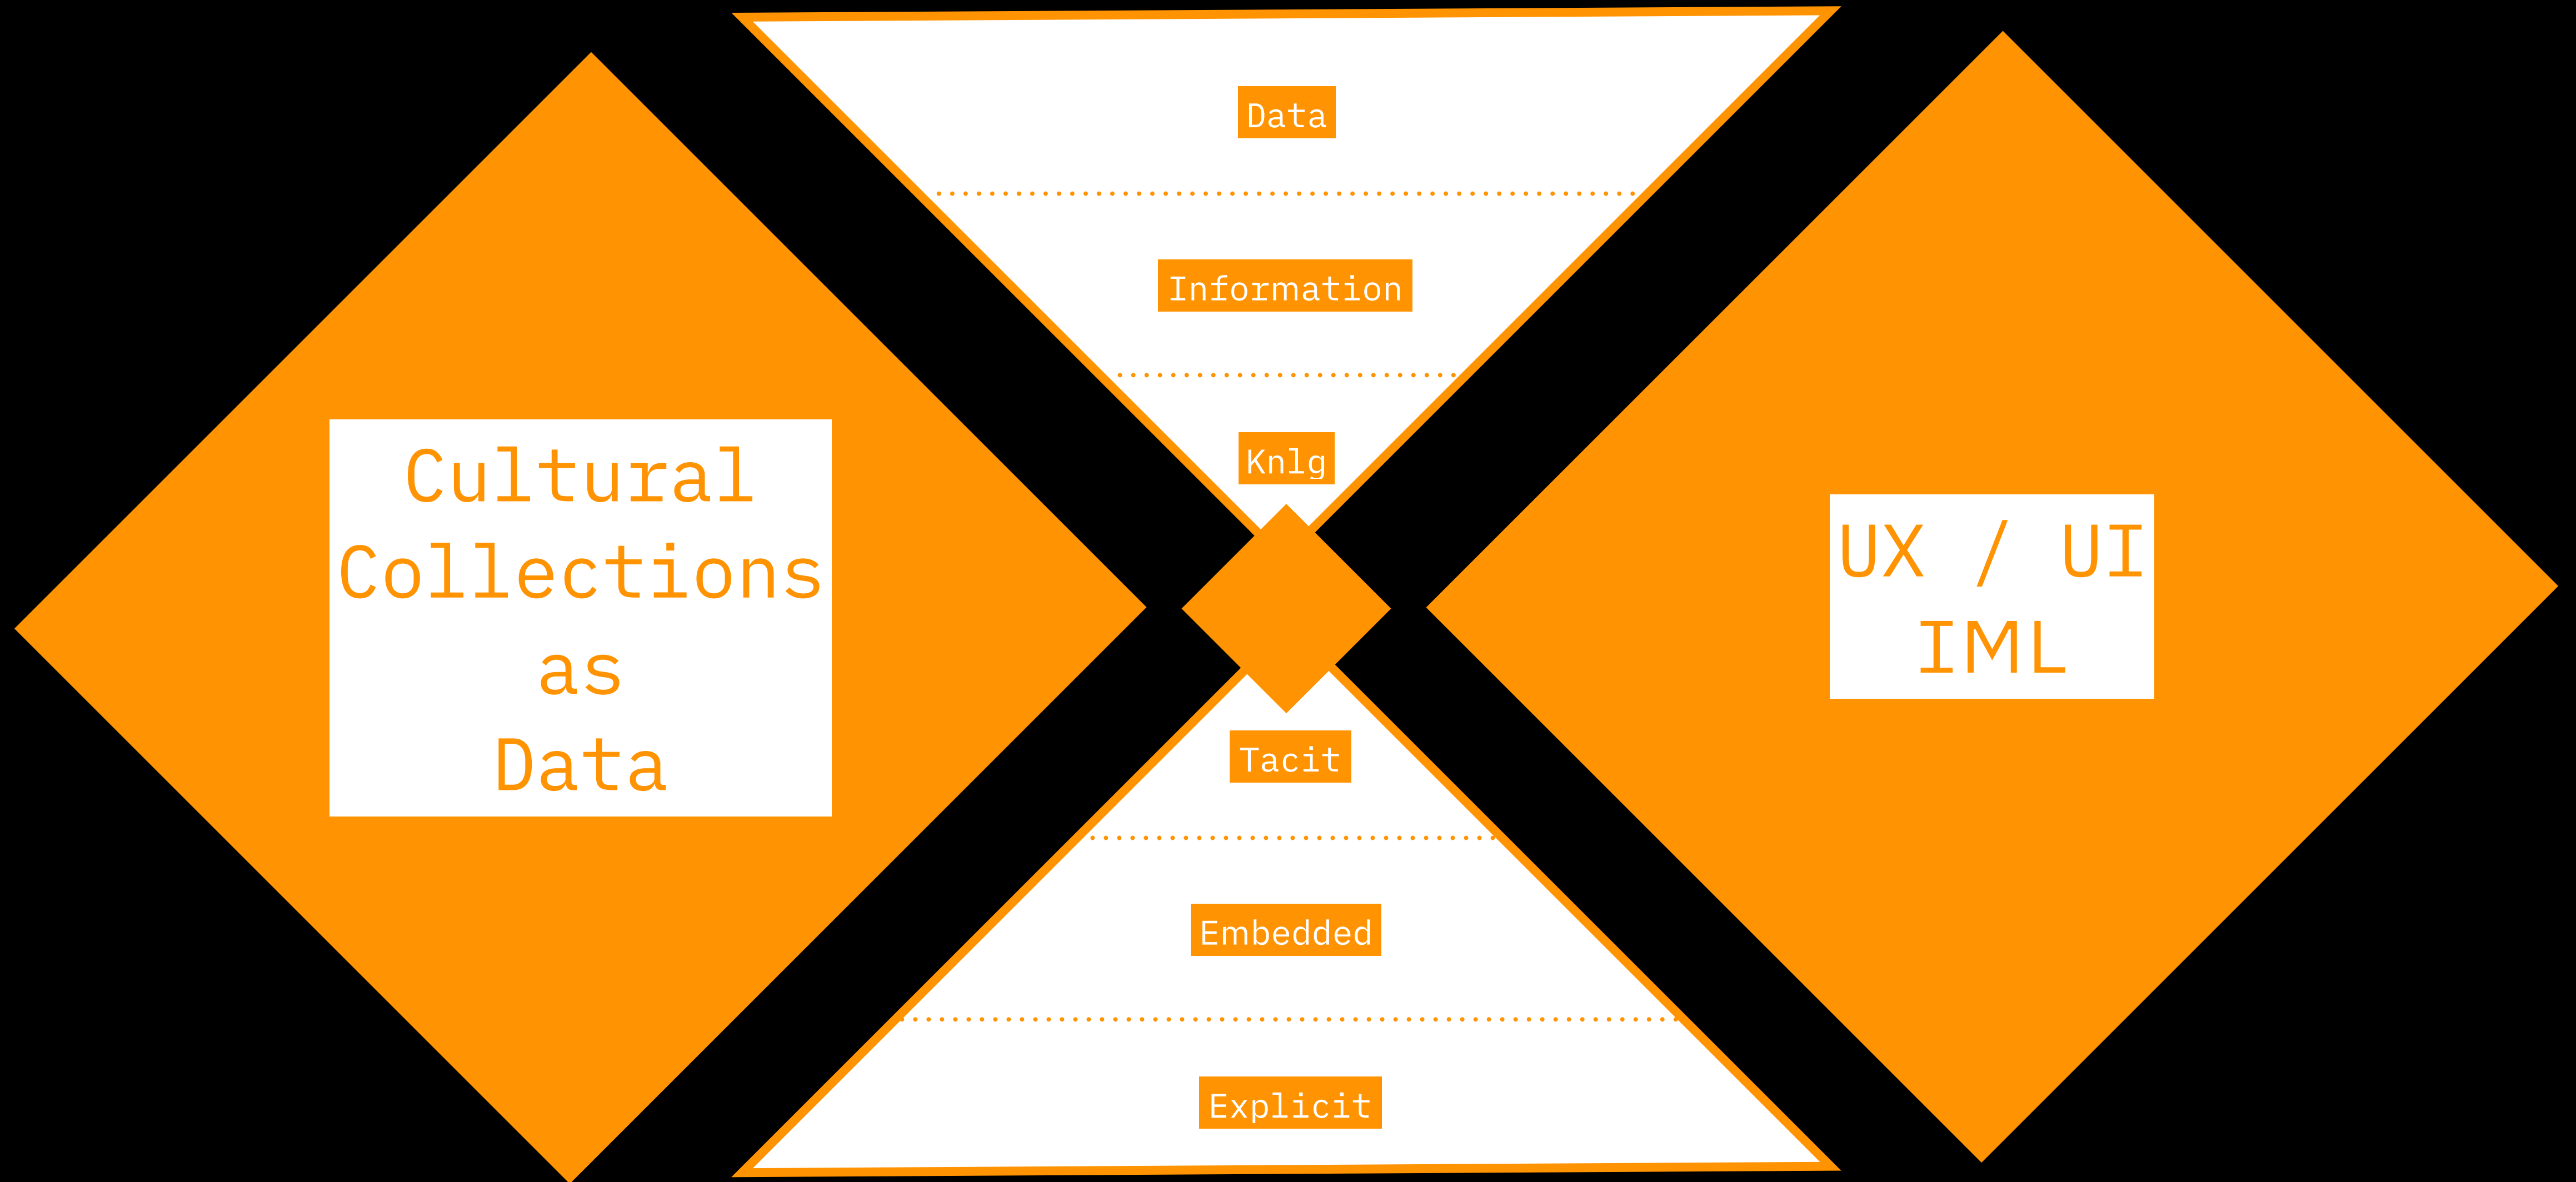 Cultural
Collections
as
Data
Data
Information
Knlg
Tacit
Embedded
Explicit
UX / UI
IML